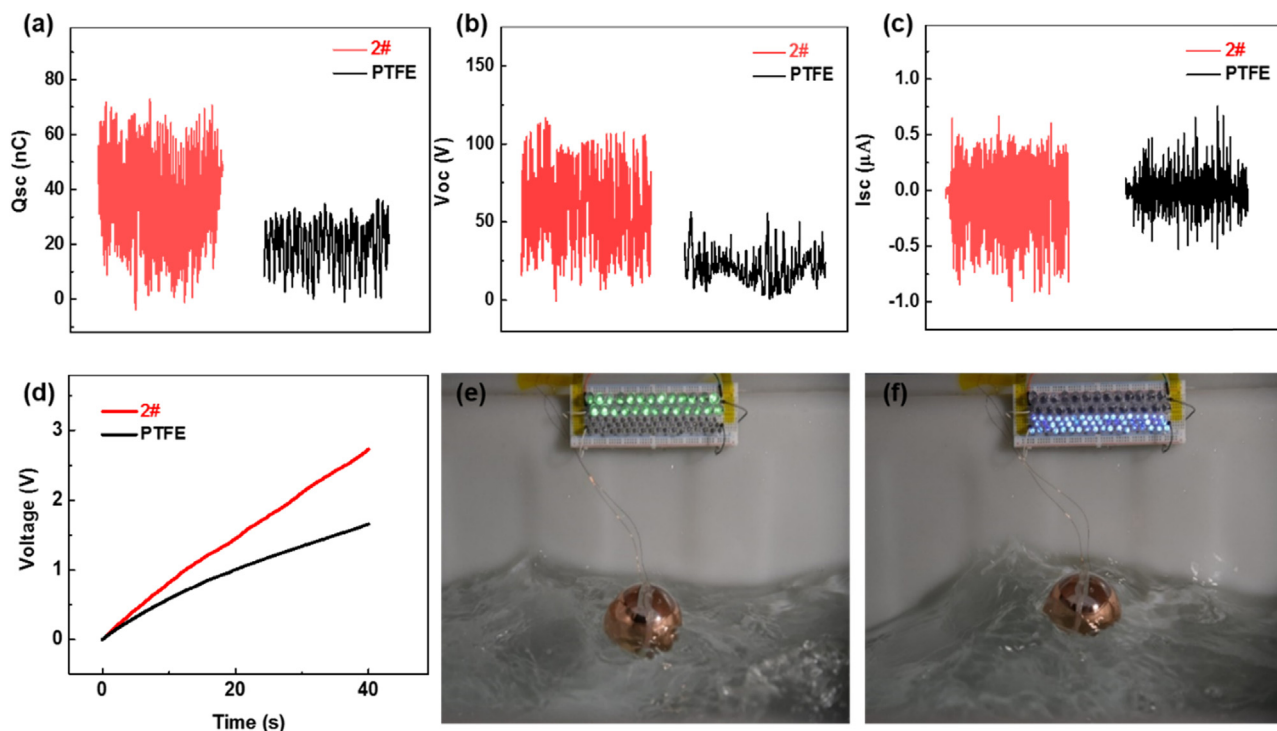 (a)
2#
PTFE
80
60
40
20
0
Qsc (nC)
(b)
2#
PTFE
150
100
50
0
Voc (V)
(c)
2#
PTFE
1.0
0.5
0.0
-0.5
-1.0
Isc (μA)
(d)
2#
PTFE
3
2
1
0
Voltage (V)
0 20 40
Time (s)
(e)
(f)